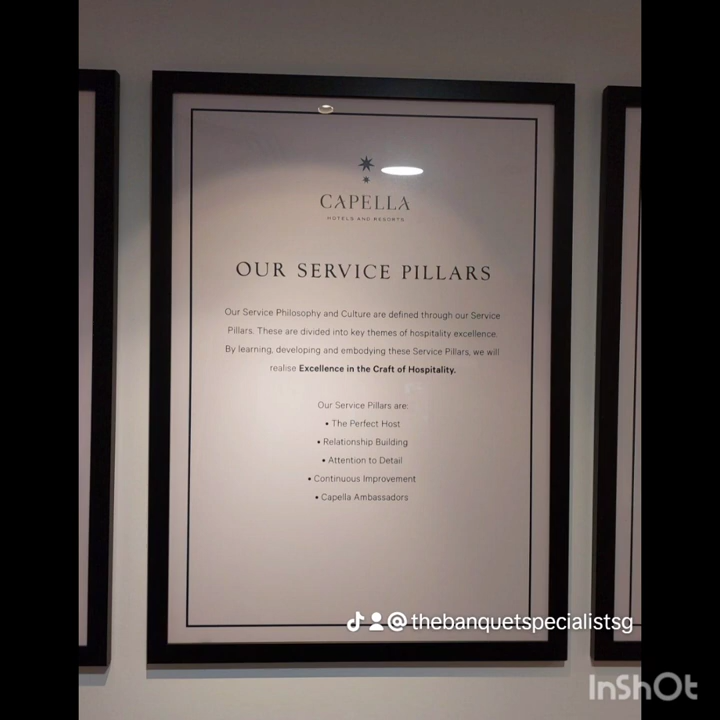 CAPELLA
HOTELS AND RESORTS
OUR SERVICE PILLARS
Our Service Philosophy and Culture are defined through our Service
Pillars. These are divided into key themes of hospitality excellence.
By learning, developing and embodying these Service Pillars, we will
realise Excellence in the Craft of Hospitality.
Our Service Pillars are:
• The Perfect Host
• Relationship Building
• Attention to Detail
• Continuous Improvement
• Capella Ambassadors
@thebanquetspecialistsg
InShOt